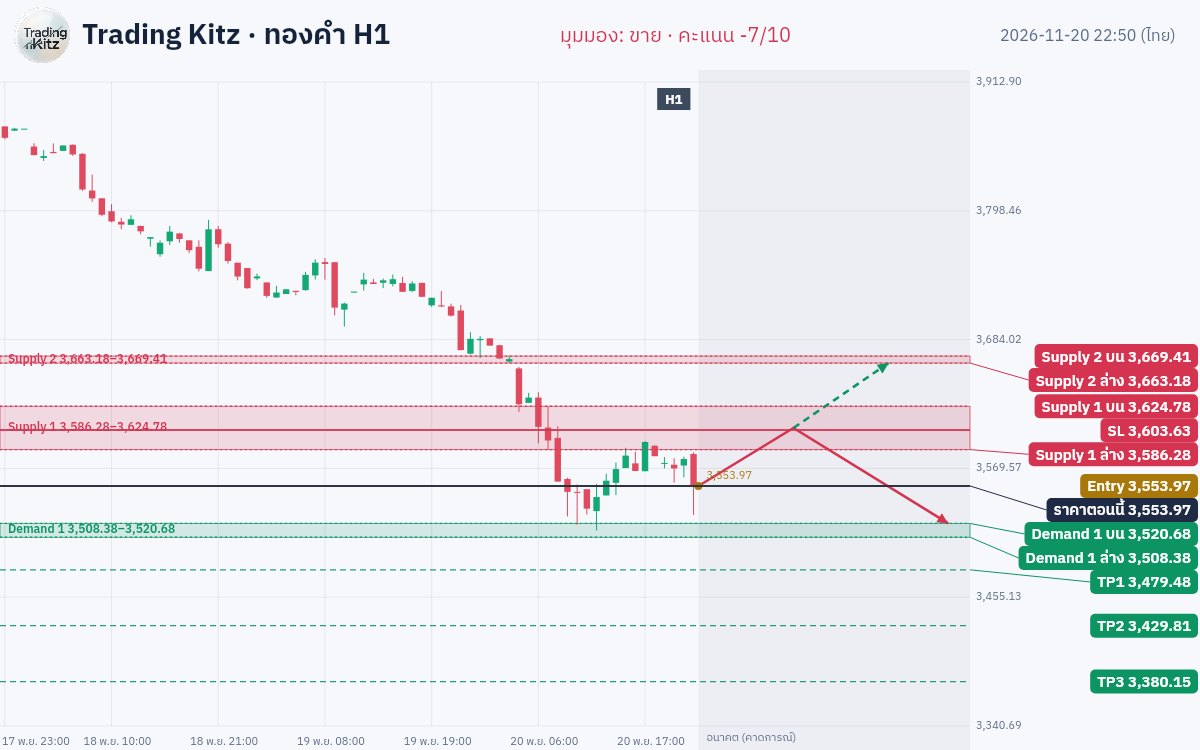 Trading Kitz
Trading Kitz · ทองคำ H1
มุมมอง: ขาย · คะแนน -7/10
2026-11-20 22:50 (ไทย)
H1
3,912.90
3,798.46
3,684.02
3,569.57
3,455.13
3,340.69
Supply 2 3,663.18–3,669.41
Supply 1 3,586.28–3,624.78
Demand 1 3,508.38–3,520.68
3,553.97
Supply 2 บน 3,669.41
Supply 2 ล่าง 3,663.18
Supply 1 บน 3,624.78
SL 3,603.63
Supply 1 ล่าง 3,586.28
Entry 3,553.97
ราคาตอนนี้ 3,553.97
Demand 1 บน 3,520.68
Demand 1 ล่าง 3,508.38
TP1 3,479.48
TP2 3,429.81
TP3 3,380.15
17 พ.ย. 23:00
18 พ.ย. 10:00
18 พ.ย. 21:00
19 พ.ย. 08:00
19 พ.ย. 19:00
20 พ.ย. 06:00
20 พ.ย. 17:00
อนาคต (คาดการณ์)